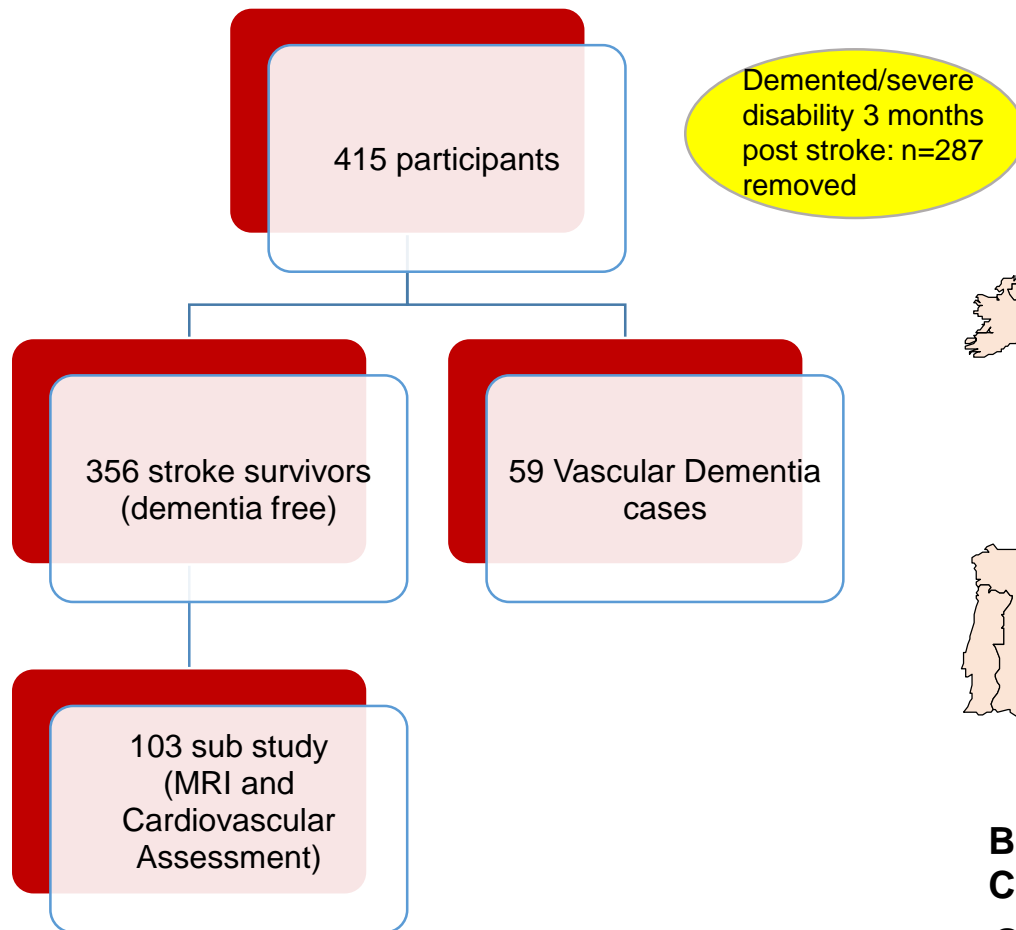 415 participants
Demented/severe
disability 3 months
post stroke: n=287
removed
356 stroke survivors
(dementia free)
59 Vascular Dementia
cases
103 sub study
(MRI and
Cardiovascular
Assessment)
B
C